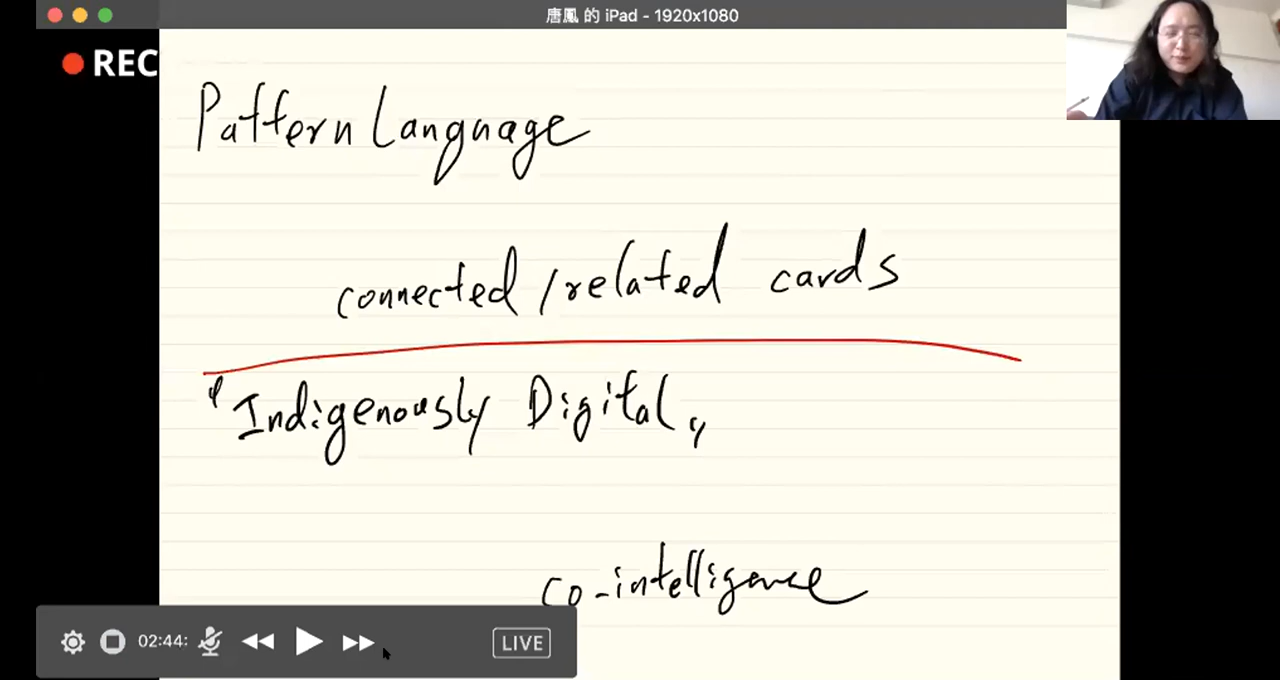 唐鳳 的 iPad - 1920x1080
REC
Pattern Language
connected/related cards
"Indigenously Digital"
co-intelligence
02:44:
LIVE